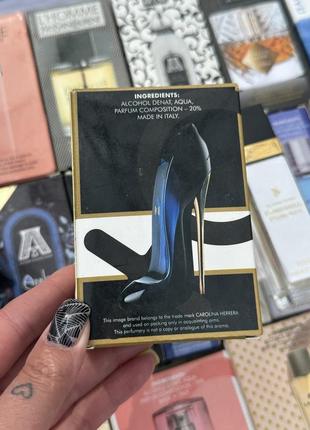 L'HOMME
YVESSAINTLAURENT
INGREDIENTS:
ALCOHOL DENAT, AQUA,
PARFUM COMPOSITION – 20%
MADE IN ITALY.
This image brand belongs to the trade mark CAROLINA HERRERA
and used on packing only in acquainting aims.
This perfumery is not a copy or analogue of this aroma.